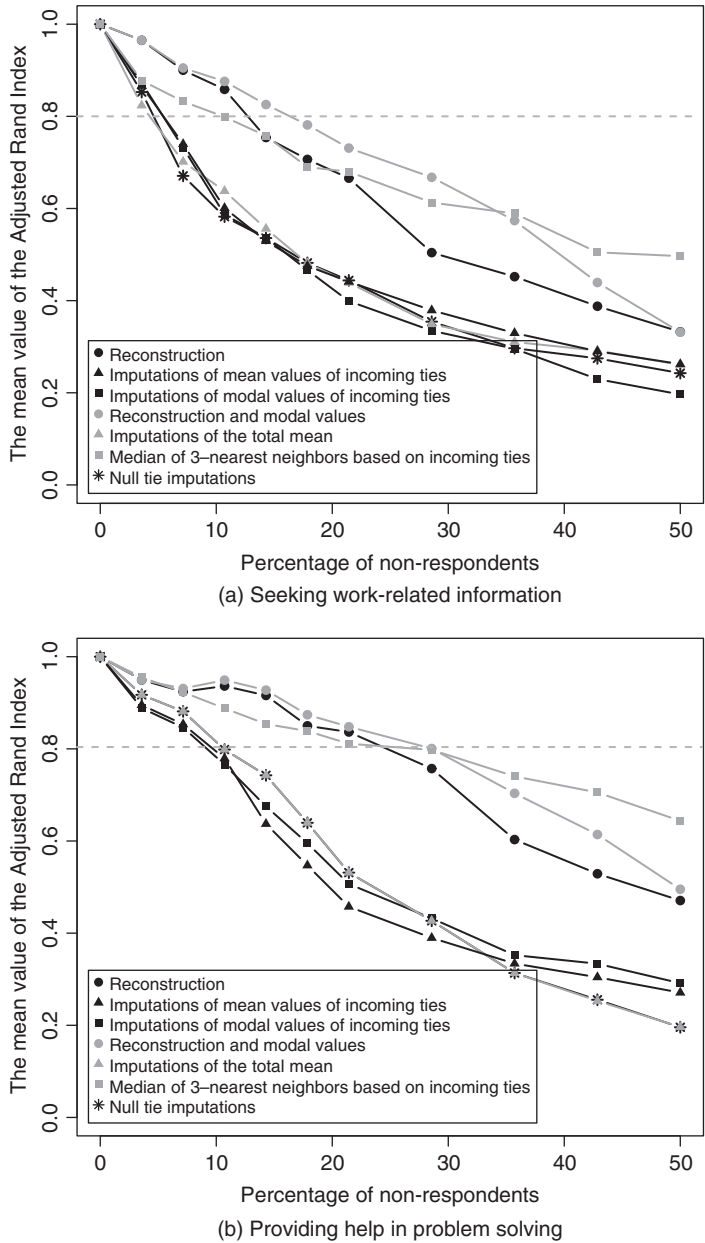 The mean value of the Adjusted Rand Index
1.0
0.8
0.6
0.4
0.2
0.0
Reconstruction
Imputations of mean values of incoming ties
Imputations of modal values of incoming ties
Reconstruction and modal values
Imputations of the total mean
Median of 3–nearest neighbors based on incoming ties
Null tie imputations
0 10 20 30 40 50
Percentage of non-respondents
(a) Seeking work-related information
The mean value of the Adjusted Rand Index
1.0
0.8
0.6
0.4
0.2
0.0
Reconstruction
Imputations of mean values of incoming ties
Imputations of modal values of incoming ties
Reconstruction and modal values
Imputations of the total mean
Median of 3–nearest neighbors based on incoming ties
Null tie imputations
0 10 20 30 40 50
Percentage of non-respondents
(b) Providing help in problem solving